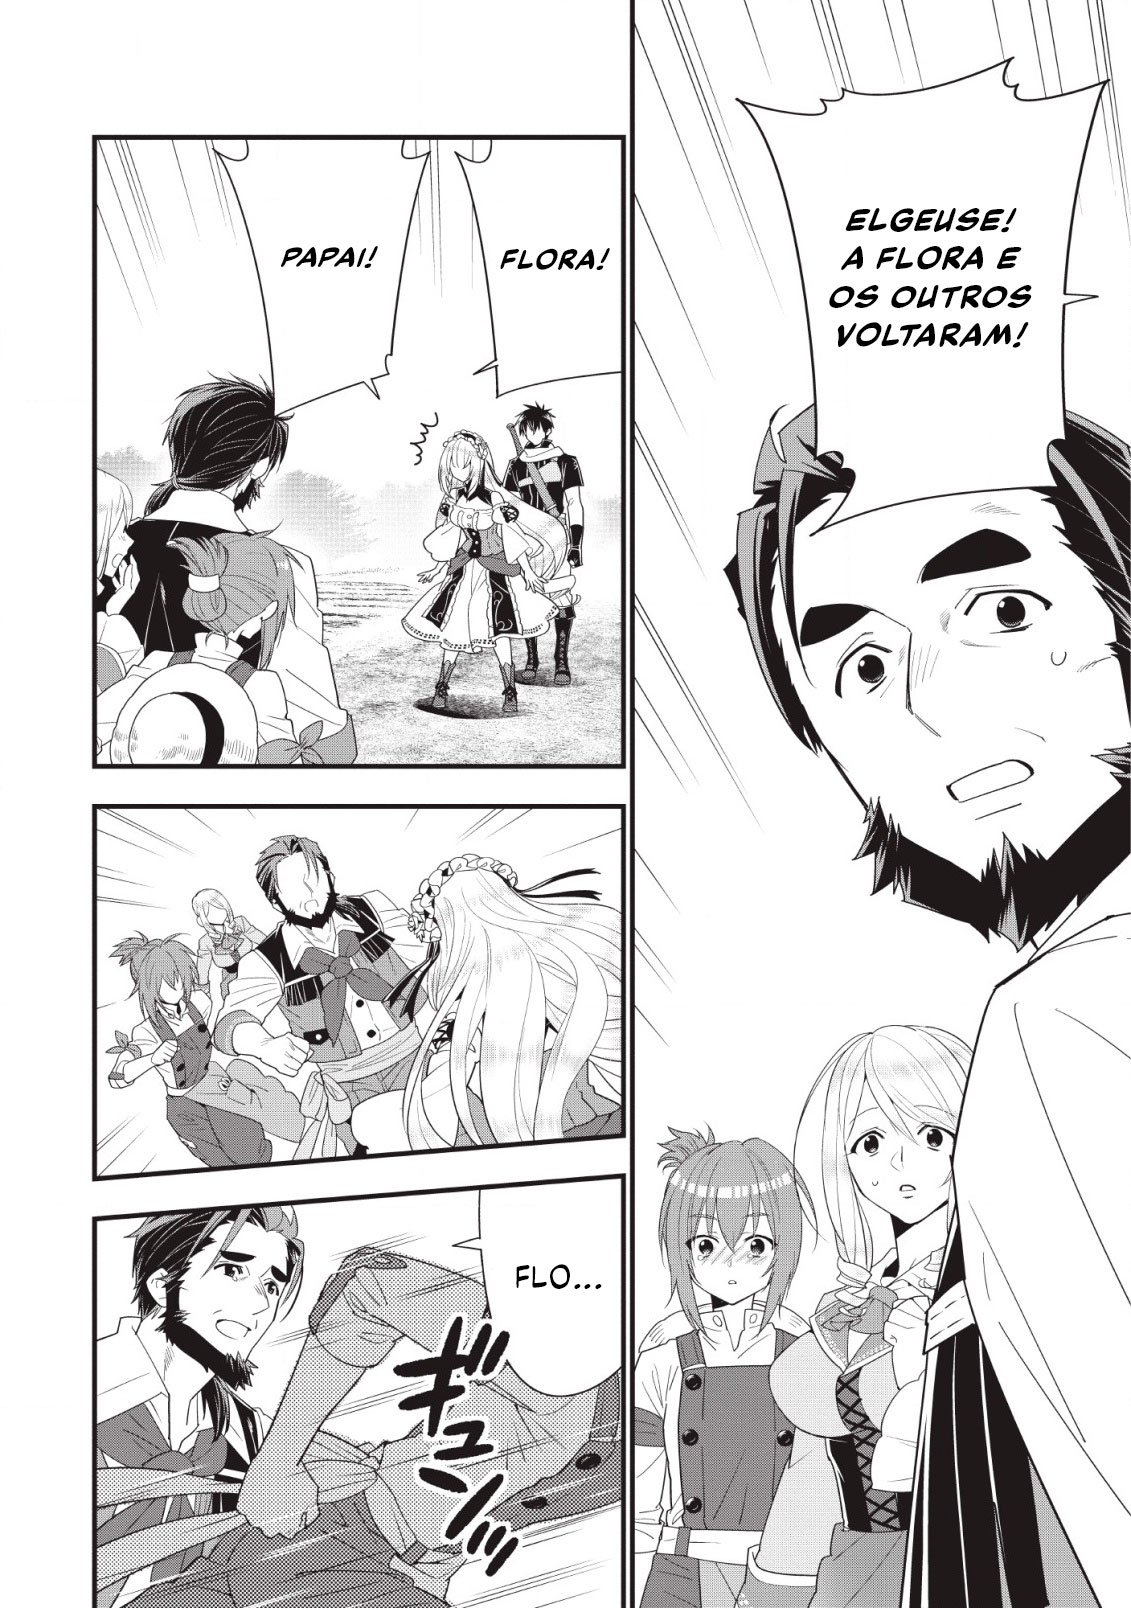 ELGEUSE!
A FLORA E
OS OUTROS
VOLTARAM!
FLORA!
PAPAI!
FLO...
ギュンッ